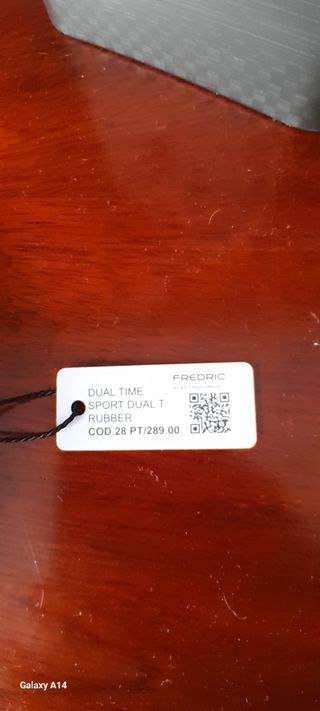 FREDRIC
DUAL TIME
SPORT DUAL T
RUBBER
COD.28 PT/289.00
Galaxy A14